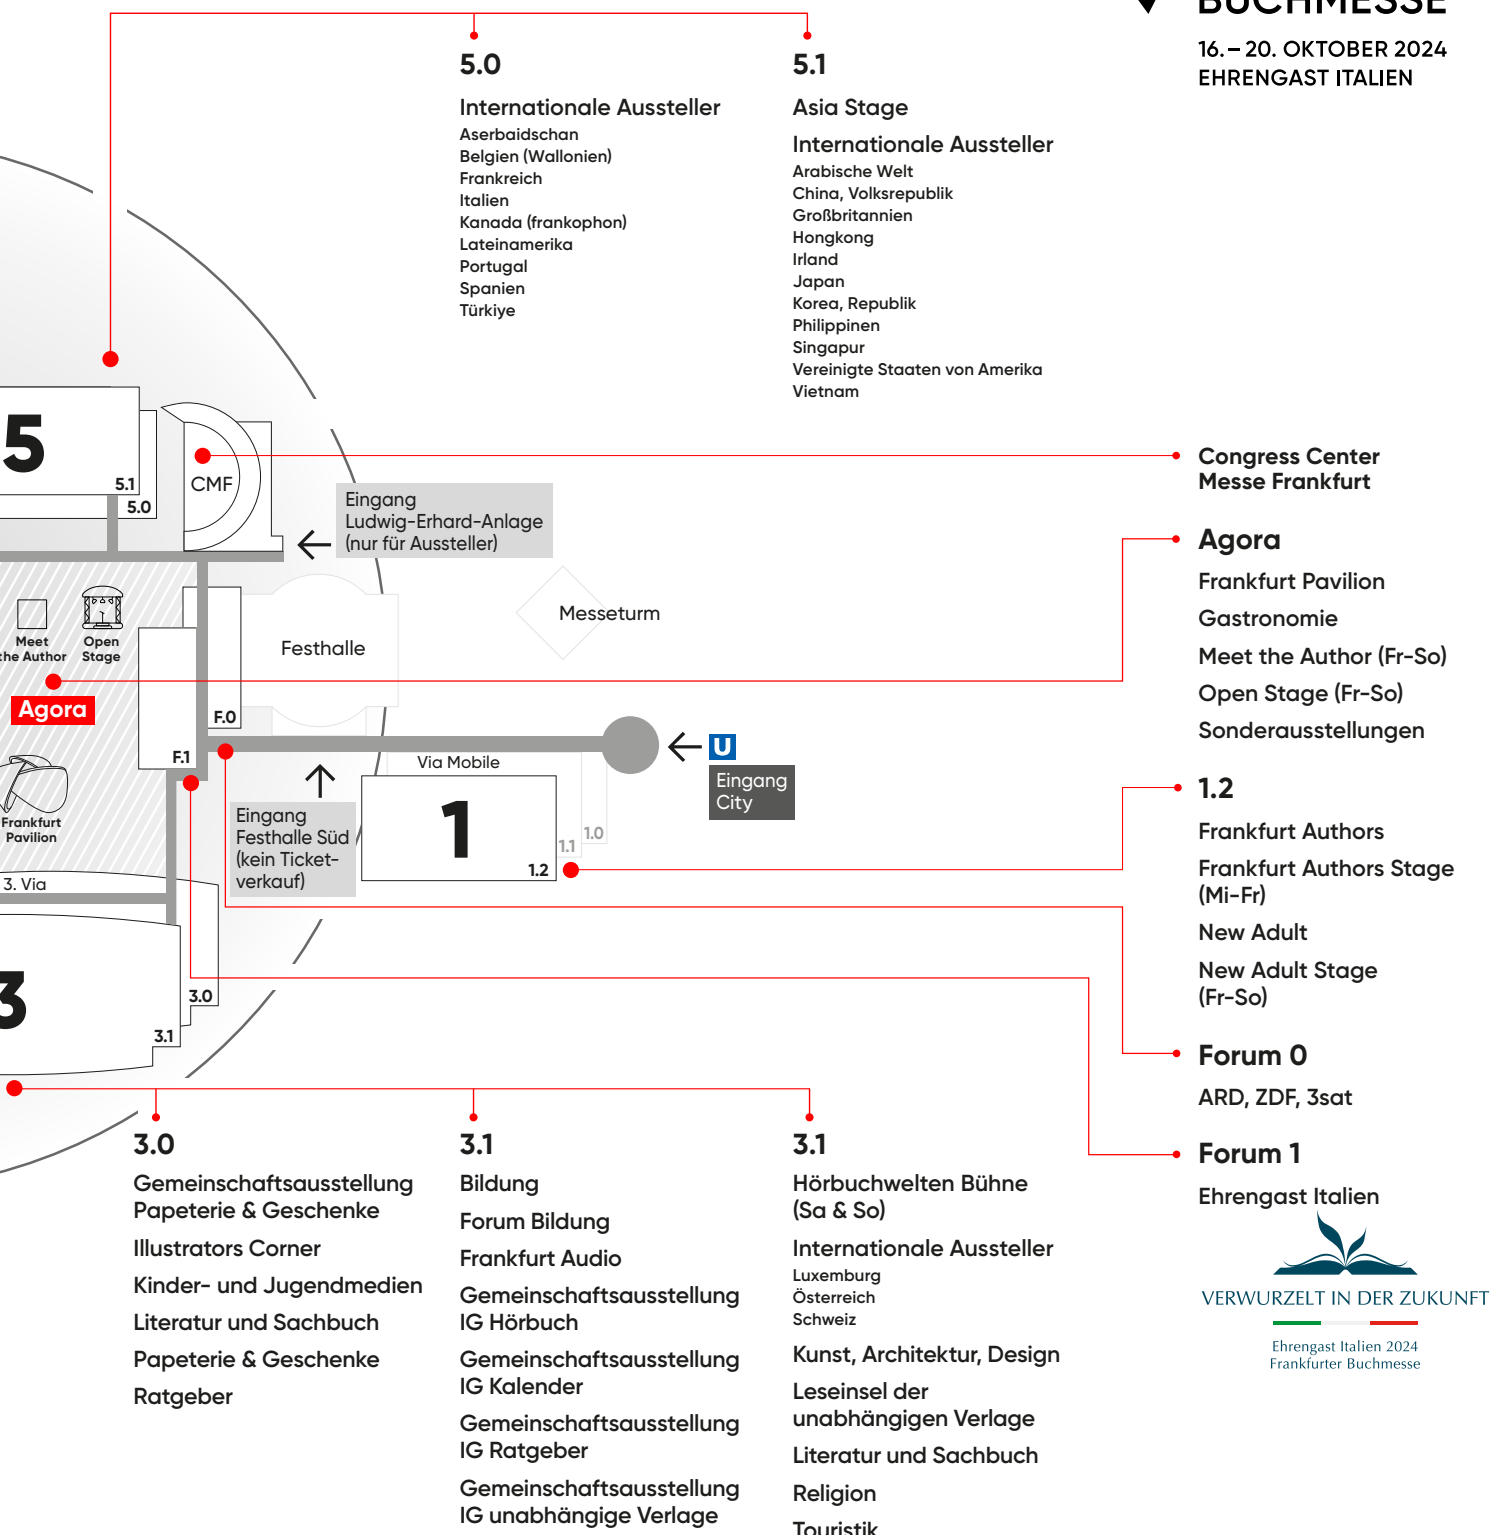 BUCHMESSE
16.–20. OKTOBER 2024
EHRENGAST ITALIEN
5.0
Internationale Aussteller
Aserbaidschan
Belgien (Wallonien)
Frankreich
Italien
Kanada (frankophon)
Lateinamerika
Portugal
Spanien
Türkiye
5.1
Asia Stage
Internationale Aussteller
Arabische Welt
China, Volksrepublik
Großbritannien
Hongkong
Irland
Japan
Korea, Republik
Philippinen
Singapur
Vereinigte Staaten von Amerika
Vietnam
5
5.1
5.0
CMF
Eingang
Ludwig-Erhard-Anlage
(nur für Aussteller)
Messeturm
Festhalle
Meet
the Author
Open
Stage
Agora
F.0
F.1
Frankfurt
Pavilion
Via Mobile
U
Eingang
City
Eingang
Festhalle Süd
(kein Ticket-
verkauf)
1
1.0
1.1
1.2
3. Via
3
3.0
3.1
Congress Center
Messe Frankfurt
Agora
Frankfurt Pavilion
Gastronomie
Meet the Author (Fr-So)
Open Stage (Fr-So)
Sonderausstellungen
1.2
Frankfurt Authors
Frankfurt Authors Stage
(Mi-Fr)
New Adult
New Adult Stage
(Fr-So)
Forum 0
ARD, ZDF, 3sat
Forum 1
Ehrengast Italien
VERWURZELT IN DER ZUKUNFT
Ehrengast Italien 2024
Frankfurter Buchmesse
3.0
Gemeinschaftsausstellung
Papeterie & Geschenke
Illustrators Corner
Kinder- und Jugendmedien
Literatur und Sachbuch
Papeterie & Geschenke
Ratgeber
3.1
Bildung
Forum Bildung
Frankfurt Audio
Gemeinschaftsausstellung
IG Hörbuch
Gemeinschaftsausstellung
IG Kalender
Gemeinschaftsausstellung
IG Ratgeber
Gemeinschaftsausstellung
IG unabhängige Verlage
3.1
Hörbuchwelten Bühne
(Sa & So)
Internationale Aussteller
Luxemburg
Österreich
Schweiz
Kunst, Architektur, Design
Leseinsel der
unabhängigen Verlage
Literatur und Sachbuch
Religion
Touristik